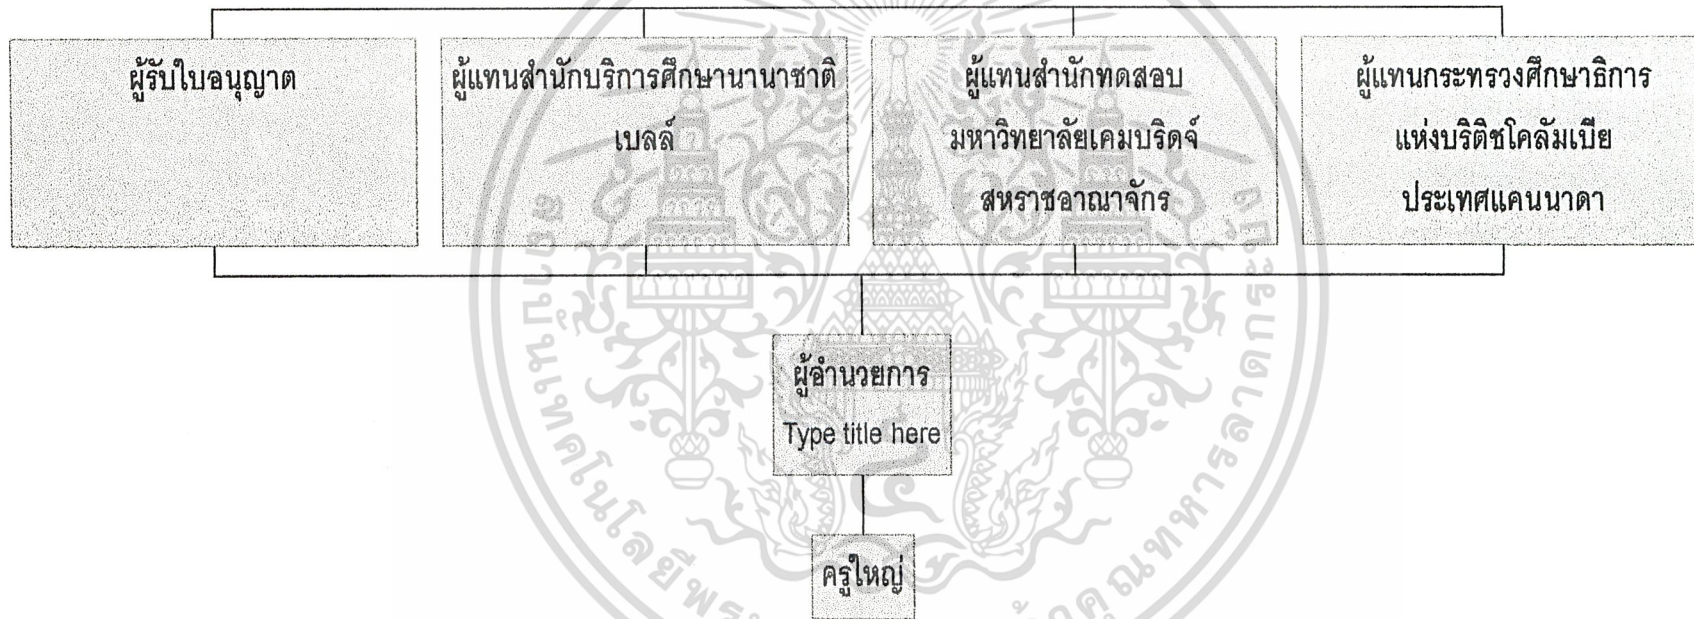 ผู้รับใบอนุญาต
ผู้แทนสำนักบริการศึกษานานาชาติ
เบลล์
ผู้แทนสำนักทดสอบ
มหาวิทยาลัยเคมบริดจ์
สหราชอาณาจักร
ผู้แทนกระทรวงศึกษาธิการ
แห่งบริติชโคลัมเบีย
ประเทศแคนนาดา
ผู้อำนวยการ
Type title here
ครูใหญ่